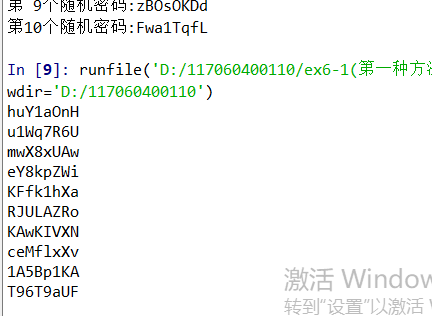 第 9个随机密码:zBOsOKDd
第10个随机密码:Fwa1TqfL
In [9]: runfile('D:/117060400110/ex6-1(第一种方
wdir='D:/117060400110')
huY1aOnH
u1Wq7R6U
mwX8xUAw
eY8kpZWi
KFfk1hXa
RJULAZRo
KAwKIVXN
ceMflxXv
1A5Bp1KA
T96T9aUF
激活 Window
转到“设置”以激活